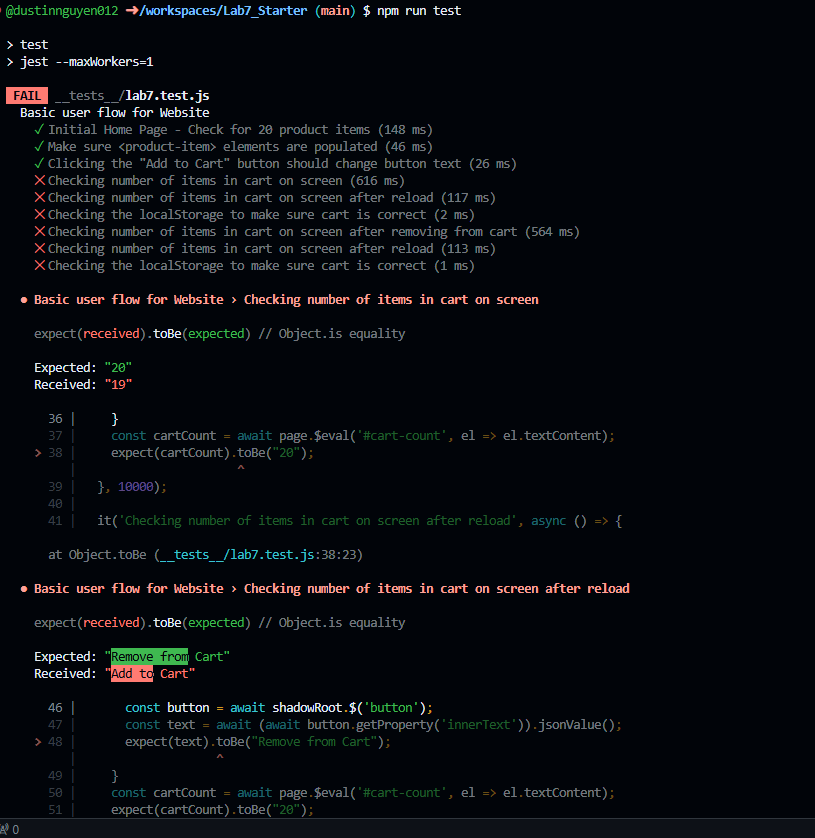 @dustinnguyen012 ➜/workspaces/Lab7_Starter (main) $ npm run test
> test
> jest --maxWorkers=1
FAIL __tests__/lab7.test.js
Basic user flow for Website
✓ Initial Home Page - Check for 20 product items (148 ms)
✓ Make sure <product-item> elements are populated (46 ms)
✓ Clicking the "Add to Cart" button should change button text (26 ms)
✕ Checking number of items in cart on screen (616 ms)
✕ Checking number of items in cart on screen after reload (117 ms)
✕ Checking the localStorage to make sure cart is correct (2 ms)
✕ Checking number of items in cart on screen after removing from cart (564 ms)
✕ Checking number of items in cart on screen after reload (113 ms)
✕ Checking the localStorage to make sure cart is correct (1 ms)
● Basic user flow for Website › Checking number of items in cart on screen
expect(received).toBe(expected) // Object.is equality
Expected: "20"
Received: "19"
36 |     }
37 |     const cartCount = await page.$eval('#cart-count', el => el.textContent);
> 38 |     expect(cartCount).toBe("20");
|                       ^
39 |   }, 10000);
40 |
41 |   it('Checking number of items in cart on screen after reload', async () => {
at Object.toBe (__tests__/lab7.test.js:38:23)
● Basic user flow for Website › Checking number of items in cart on screen after reload
expect(received).toBe(expected) // Object.is equality
Expected: "Remove from Cart"
Received: "Add to Cart"
46 |       const button = await shadowRoot.$('button');
47 |       const text = await (await button.getProperty('innerText')).jsonValue();
> 48 |       expect(text).toBe("Remove from Cart");
|                    ^
49 |     }
50 |     const cartCount = await page.$eval('#cart-count', el => el.textContent);
51 |     expect(cartCount).toBe("20");
0